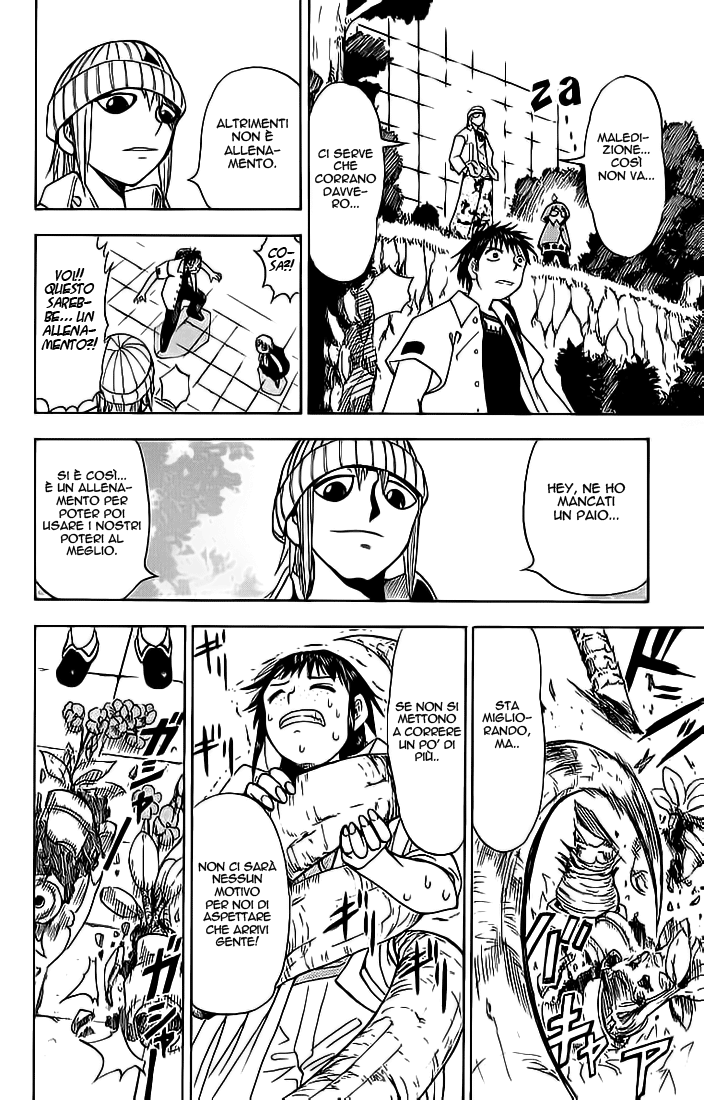 za
MALEDI-
ZIONE...
COSÌ
NON VA...
CI SERVE
CHE
CORRANO
DAVVE-
RO...
ALTRIMENTI
NON È
ALLENA-
MENTO.
CO-
SA?!
VOI!!
QUESTO
SAREB-
BE... UN
ALLENA-
MENTO?!
HEY, NE HO
MANCATI
UN PAIO...
SI È COSÌ...
È UN ALLENA-
MENTO PER
POTER POI
USARE I NOSTRI
POTERI AL
MEGLIO.
STA
MIGLIO-
RANDO,
MA..
バキャア
SE NON SI
METTONO
A CORRERE
UN PO' DI
PIÙ..
NON CI SARÀ
NESSUN
MOTIVO
PER NOI DI
ASPETTARE
CHE ARRIVI
GENTE!
ギッ
ギッ
ガシャ
ガシャ